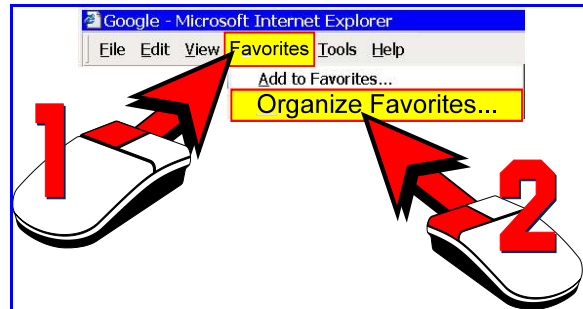 Google - Microsoft Internet Explorer
File Edit View Favorites Tools Help
Add to Favorites...
Organize Favorites...
1
2